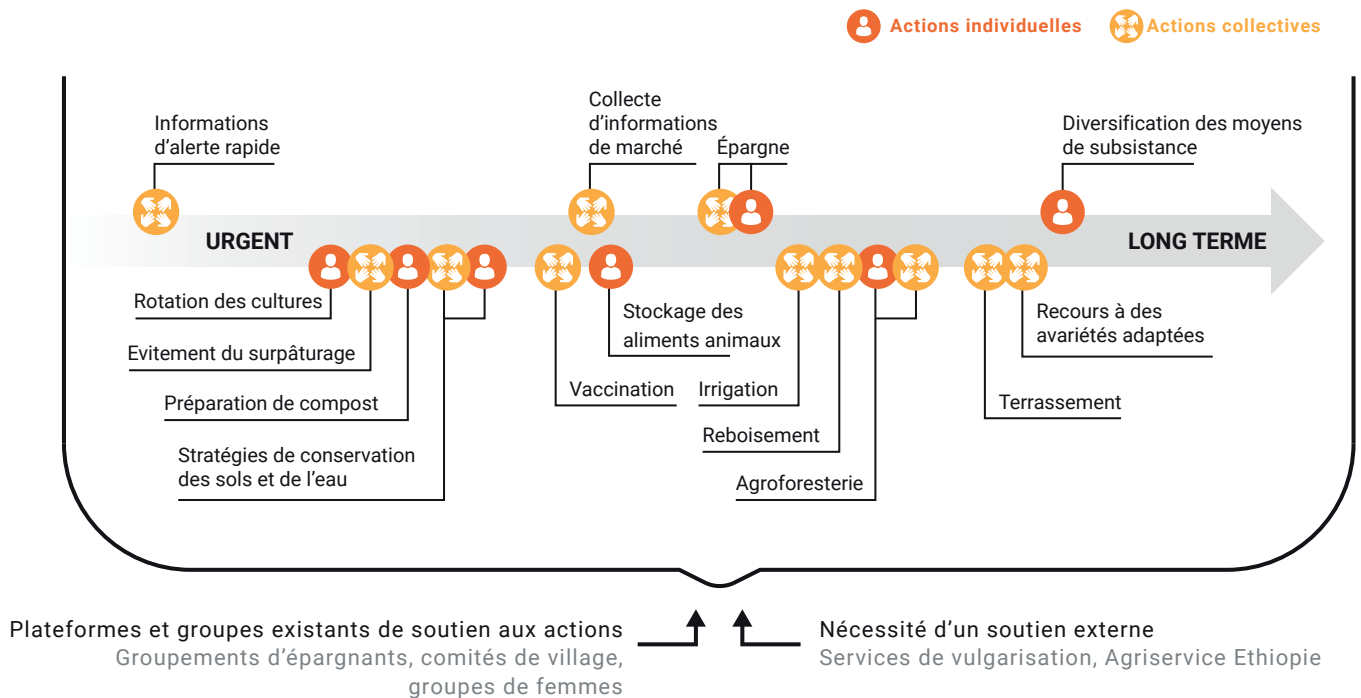 Actions individuelles
Actions collectives
Informations
d'alerte rapide
Collecte
d'informations
de marché
Épargne
Diversification des moyens
de subsistance
URGENT
LONG TERME
Rotation des cultures
Evitement du surpâturage
Préparation de compost
Stratégies de conservation
des sols et de l'eau
Stockage des
aliments animaux
Vaccination
Irrigation
Reboisement
Agroforesterie
Recours à des
avariétés adaptées
Terrassement
Plateformes et groupes existants de soutien aux actions
Groupements d'épargnants, comités de village,
groupes de femmes
Nécessité d'un soutien externe
Services de vulgarisation, Agriservice Ethiopie